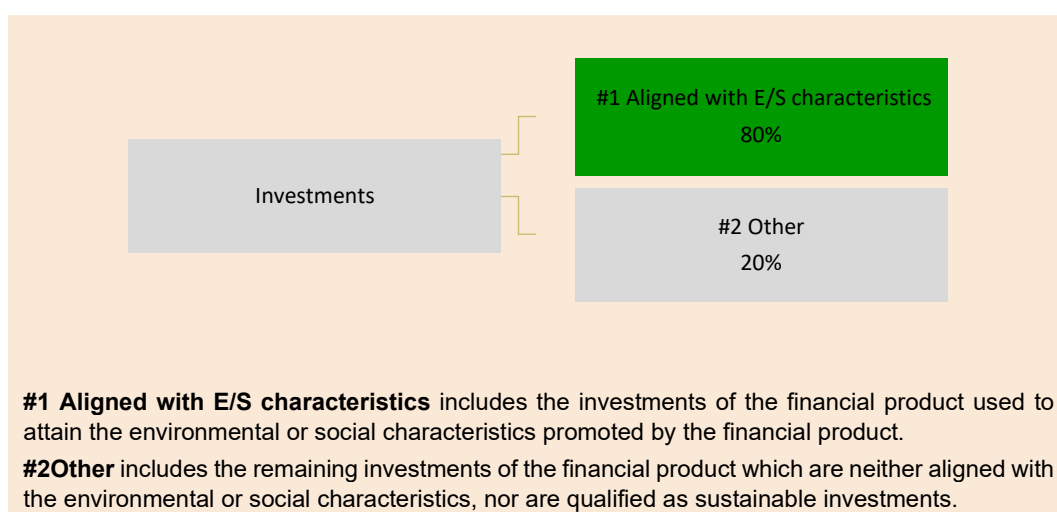 #1 Aligned with E/S characteristics
80%
Investments
#2 Other
20%
#1 Aligned with E/S characteristics includes the investments of the financial product used to
attain the environmental or social characteristics promoted by the financial product.
#2Other includes the remaining investments of the financial product which are neither aligned with
the environmental or social characteristics, nor are qualified as sustainable investments.